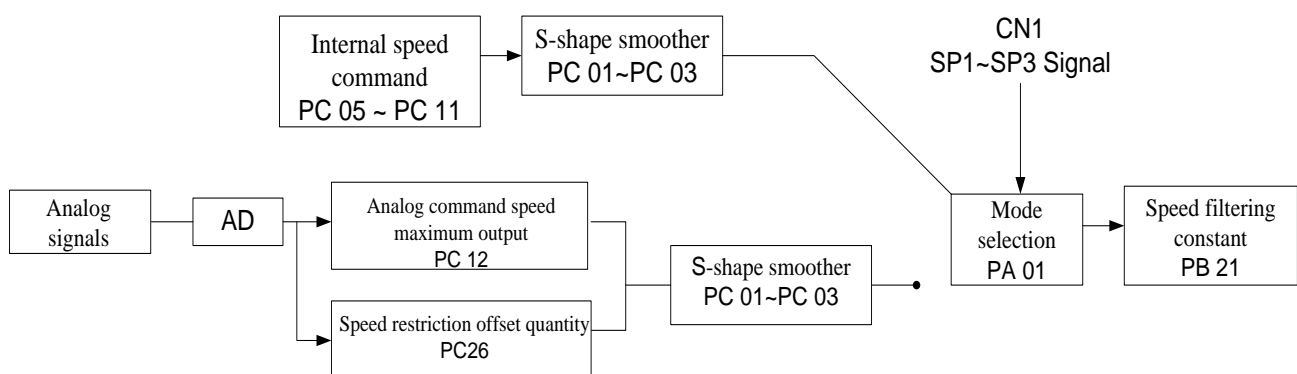 Internal speed
command
PC 05 ~ PC 11
S-shape smoother
PC 01~PC 03
CN1
SP1~SP3 Signal
Analog
signals
AD
Analog command speed
maximum output
PC 12
Speed restriction offset quantity
PC26
S-shape smoother
PC 01~PC 03
Mode
selection
PA 01
Speed filtering
constant
PB 21